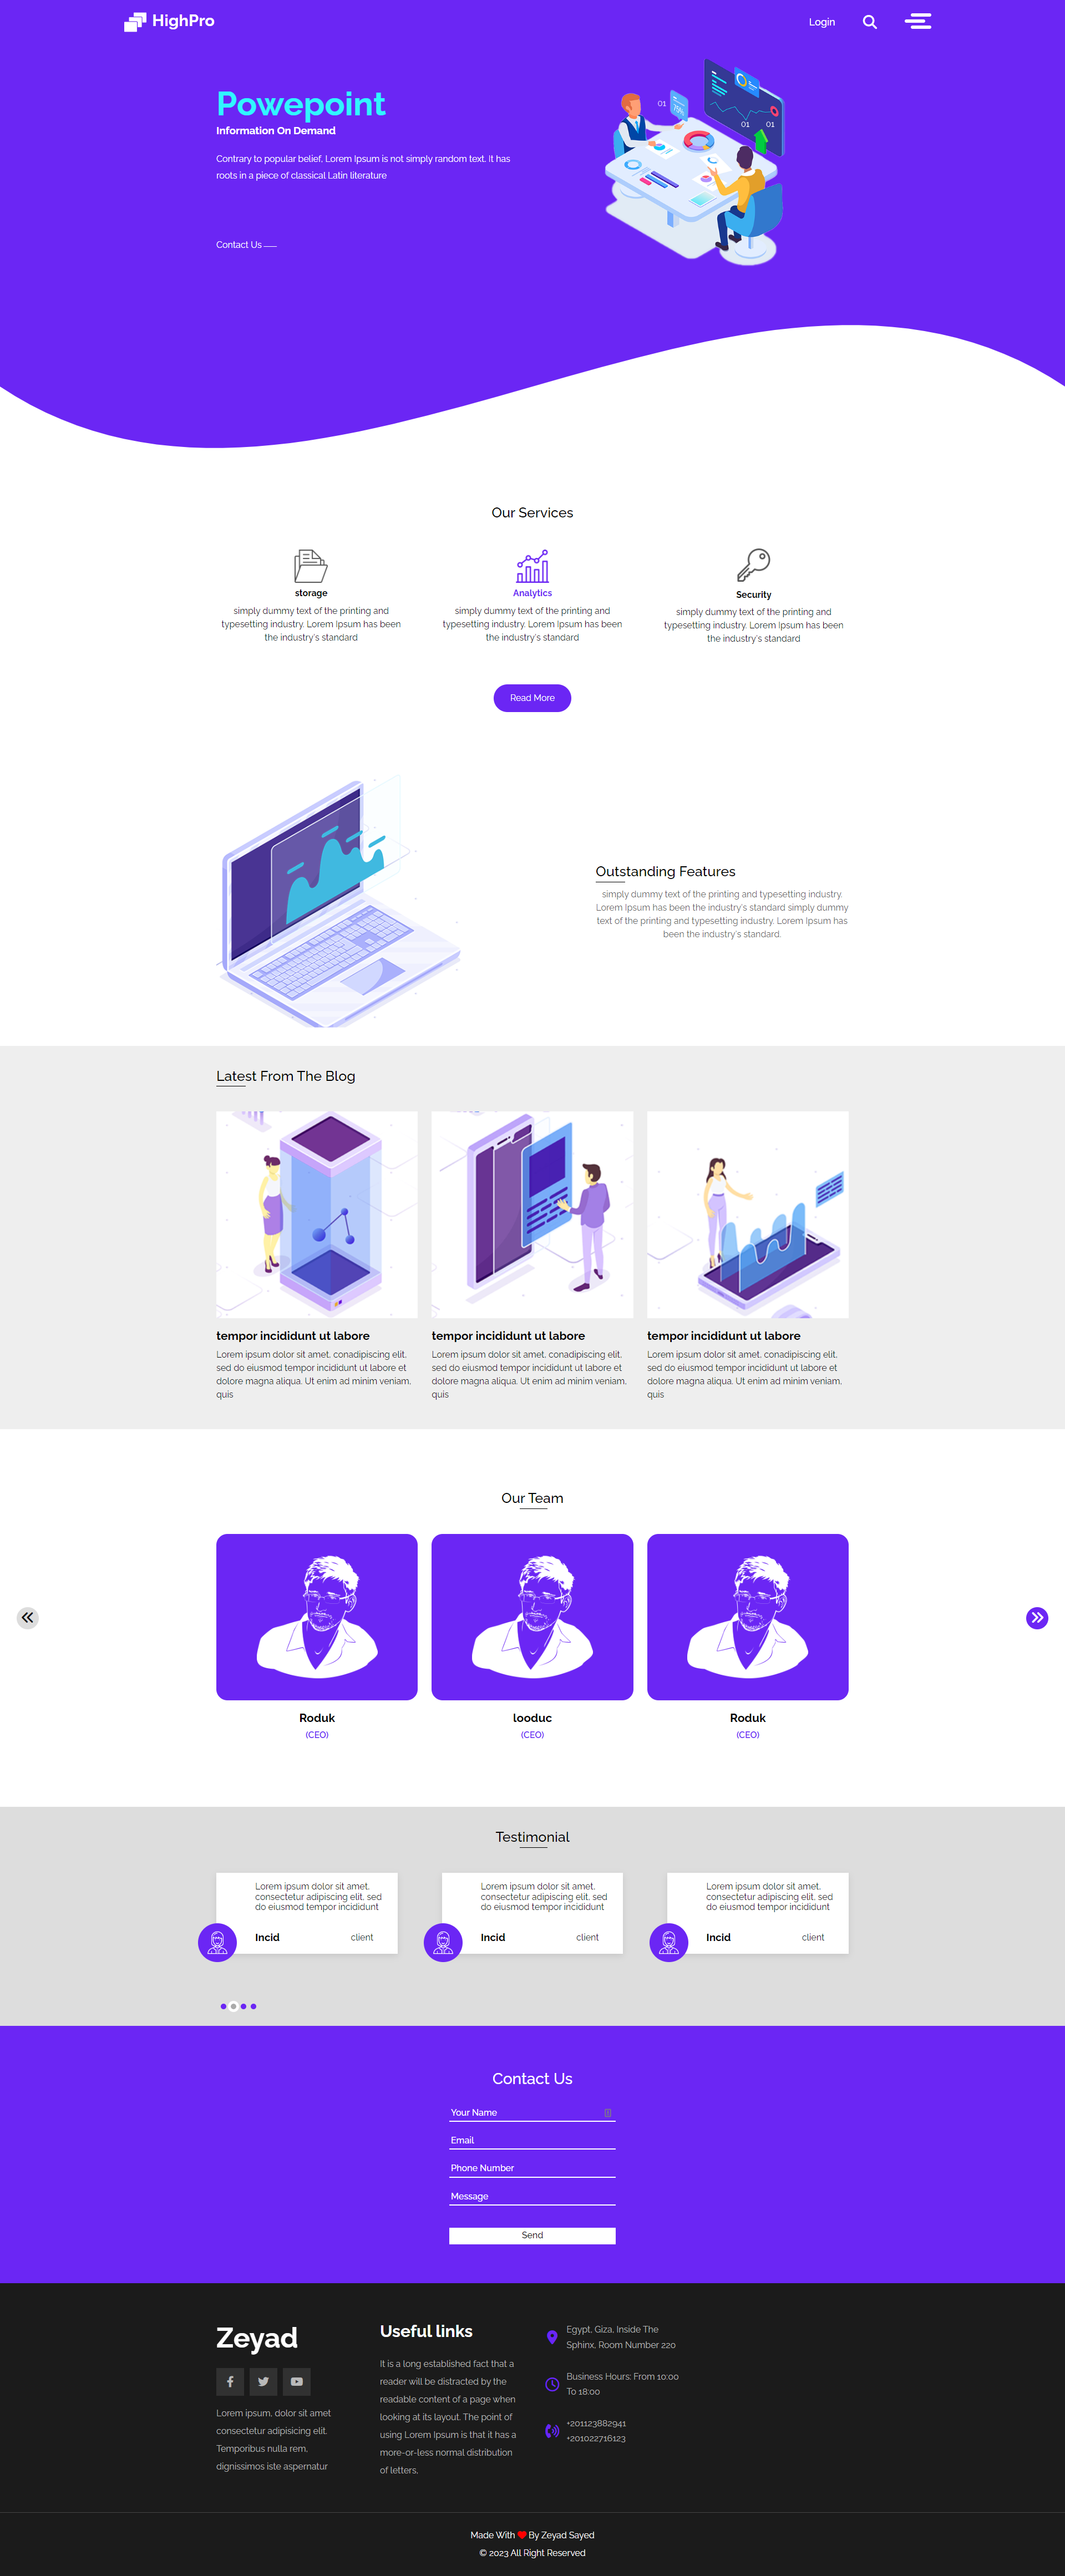 HighPro
Login
Powepoint
Information On Demand
Contrary to popular belief, Lorem Ipsum is not simply random text. It has
roots in a piece of classical Latin literature
Contact Us
01
75%
01
01
Our Services
storage
simply dummy text of the printing and
typesetting industry. Lorem Ipsum has been
the industry's standard
Analytics
simply dummy text of the printing and
typesetting industry. Lorem Ipsum has been
the industry's standard
Security
simply dummy text of the printing and
typesetting industry. Lorem Ipsum has been
the industry's standard
Read More
Outstanding Features
simply dummy text of the printing and typesetting industry.
Lorem Ipsum has been the industry's standard simply dummy
text of the printing and typesetting industry. Lorem Ipsum has
been the industry's standard.
Latest From The Blog
tempor incididunt ut labore
Lorem ipsum dolor sit amet, conadipiscing elit,
sed do eiusmod tempor incididunt ut labore et
dolore magna aliqua. Ut enim ad minim veniam,
quis
tempor incididunt ut labore
Lorem ipsum dolor sit amet, conadipiscing elit,
sed do eiusmod tempor incididunt ut labore et
dolore magna aliqua. Ut enim ad minim veniam,
quis
tempor incididunt ut labore
Lorem ipsum dolor sit amet, conadipiscing elit,
sed do eiusmod tempor incididunt ut labore et
dolore magna aliqua. Ut enim ad minim veniam,
quis
Our Team
Roduk
(CEO)
looduc
(CEO)
Roduk
(CEO)
Testimonial
Lorem ipsum dolor sit amet,
consectetur adipiscing elit, sed
do eiusmod tempor incididunt
Incid
client
Lorem ipsum dolor sit amet,
consectetur adipiscing elit, sed
do eiusmod tempor incididunt
Incid
client
Lorem ipsum dolor sit amet,
consectetur adipiscing elit, sed
do eiusmod tempor incididunt
Incid
client
Contact Us
Your Name
Email
Phone Number
Message
Send
Zeyad
Lorem ipsum, dolor sit amet
consectetur adipisicing elit.
Temporibus nulla rem,
dignissimos iste aspernatur
Useful links
It is a long established fact that a
reader will be distracted by the
readable content of a page when
looking at its layout. The point of
using Lorem Ipsum is that it has a
more-or-less normal distribution
of letters,
Egypt, Giza, Inside The
Sphinx, Room Number 220
Business Hours: From 10:00
To 18:00
+201123882941
+201022716123
Made With ❤ By Zeyad Sayed
© 2023 All Right Reserved